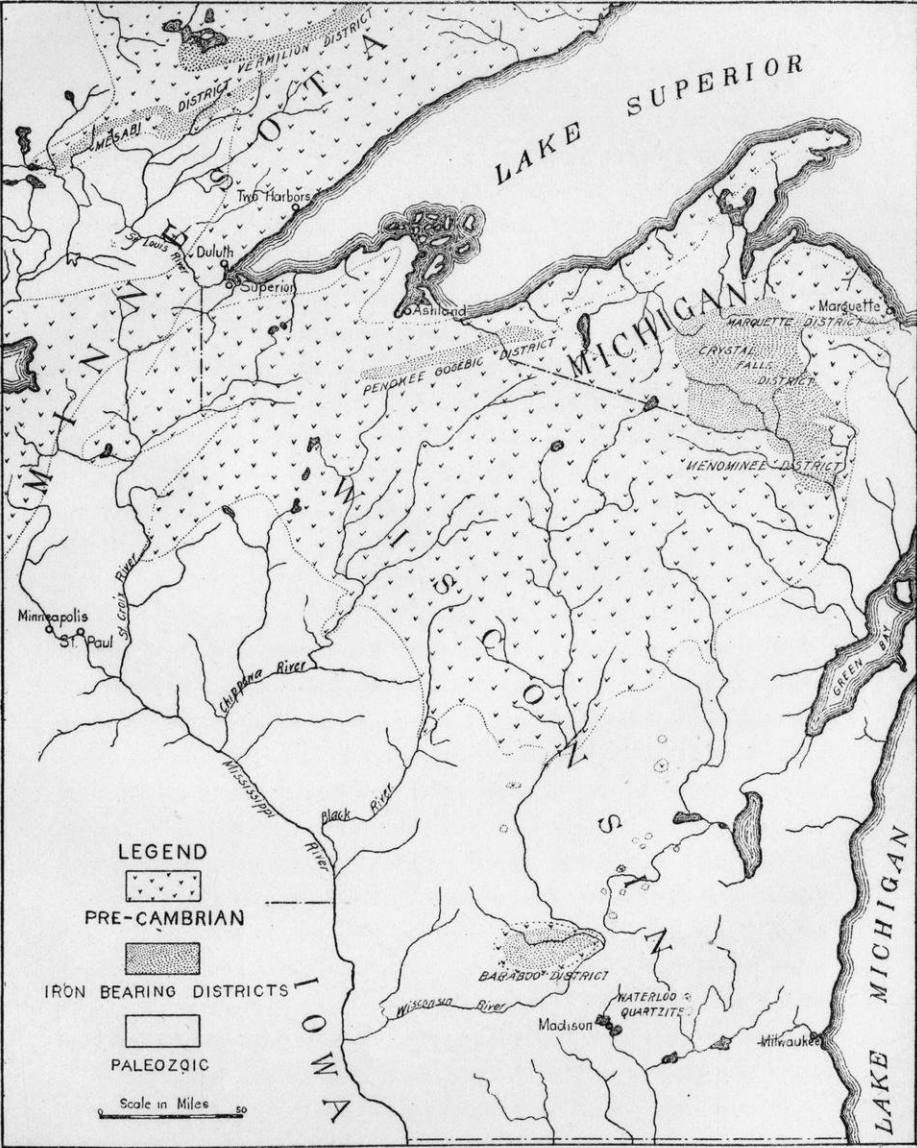 VERMILION DISTRICT
MESABI DISTRICT
MINNESOTA
LAKE SUPERIOR
Two Harbors
St Louis River
Duluth
Superior
Ashland
MICHIGAN
Marquette
MARQUETTE DISTRICT
CRYSTAL
FALLS
DISTRICT
PENOKEE GOGEBIC DISTRICT
MENOMINEE DISTRICT
WISCONSIN
St Croix River
Minneapolis
ST. Paul
Chippewa River
GREEN BAY
Mississippi River
Black River
LEGEND
PRE-CAMBRIAN
IRON BEARING DISTRICTS
PALEOZOIC
Scale in Miles
0 50
IOWA
BARABOO DISTRICT
Wisconsin River
WATERLOO
QUARTZITE
Madison
Milwaukee
LAKE MICHIGAN